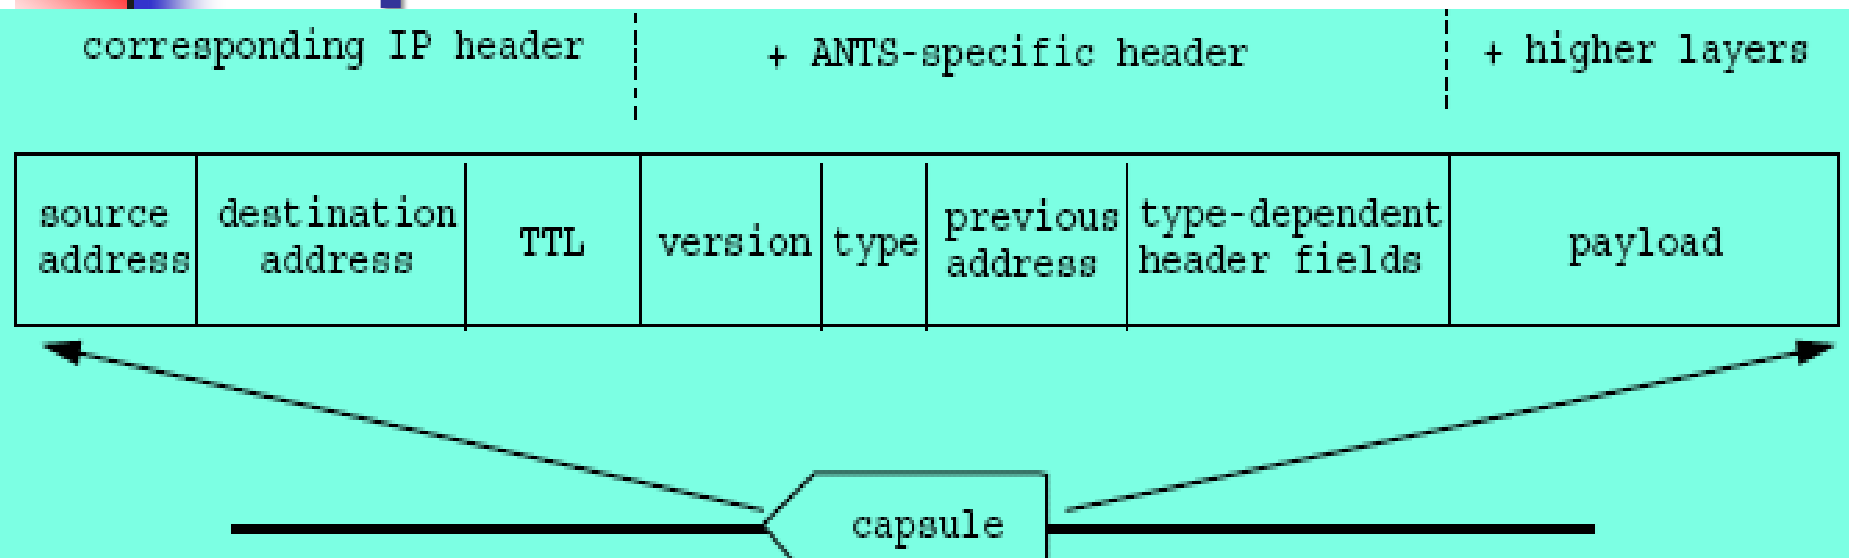 corresponding IP header
+ ANTS-specific header
+ higher layers
source
address
destination
address
TTL
version
type
previous
address
type-dependent
header fields
payload
capsule